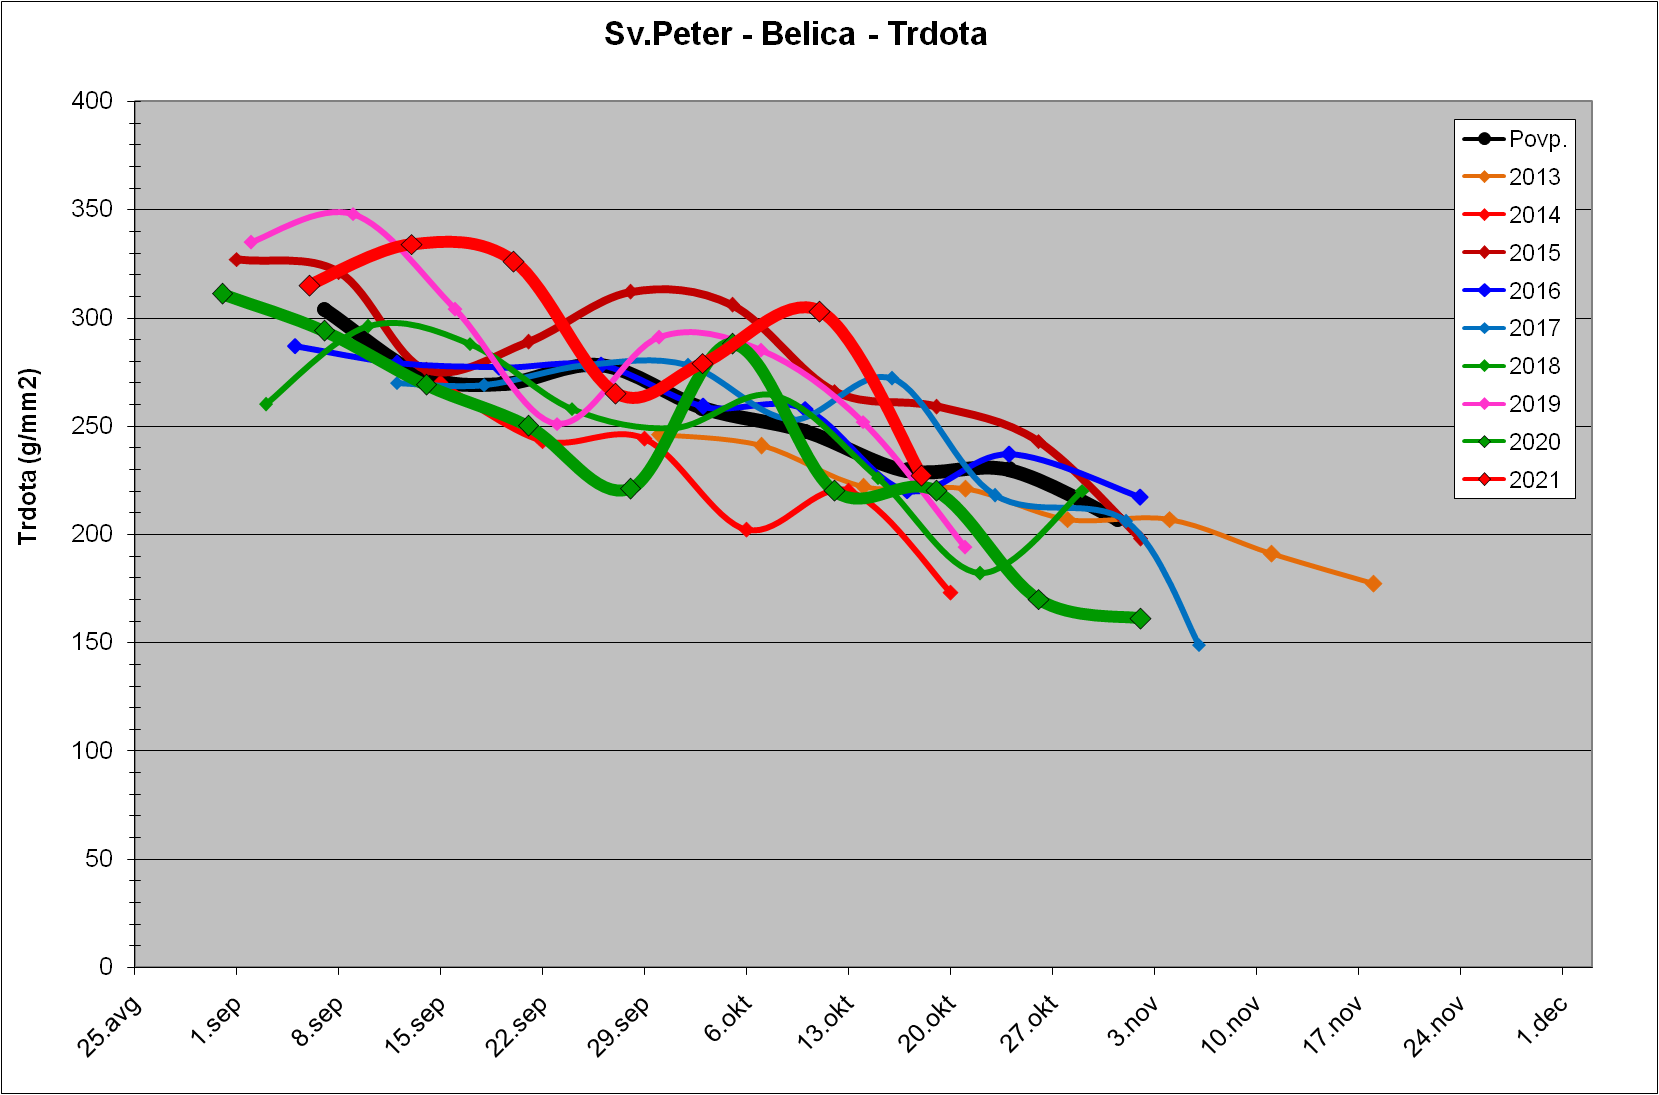 Sv.Peter - Belica - Trdota
Trdota (g/mm2)
400
350
300
250
200
150
100
50
0
25.avg
1.sep
8.sep
15.sep
22.sep
29.sep
6.okt
13.okt
20.okt
27.okt
3.nov
10.nov
17.nov
24.nov
1.dec
Povp.
2013
2014
2015
2016
2017
2018
2019
2020
2021